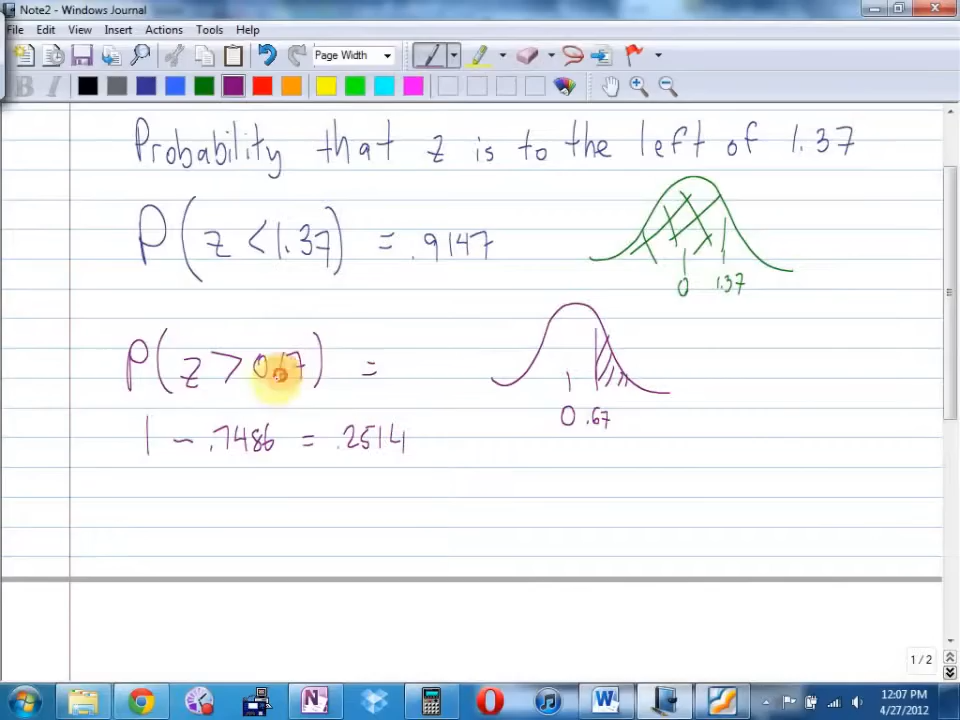 Note2 - Windows Journal
File Edit View Insert Actions Tools Help
Page Width
B I
Probability that z is to the left of 1.37
P(z < 1.37) = .9147
0 1.37
P(z > 0. 7) =
0 .67
1 - .7486 = .2514
1 / 2
12:07 PM
4/27/2012